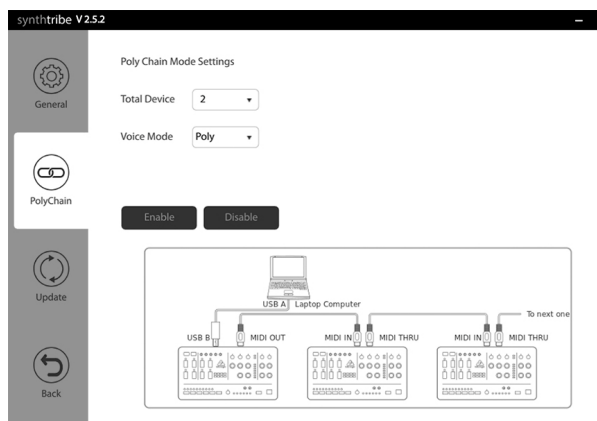 synthtribe V 2.5.2
General
PolyChain
Update
Back
Poly Chain Mode Settings
Total Device 2
Voice Mode Poly
Enable Disable
USB A Laptop Computer
To next one
USB B MIDI OUT MIDI IN MIDI THRU MIDI IN MIDI THRU